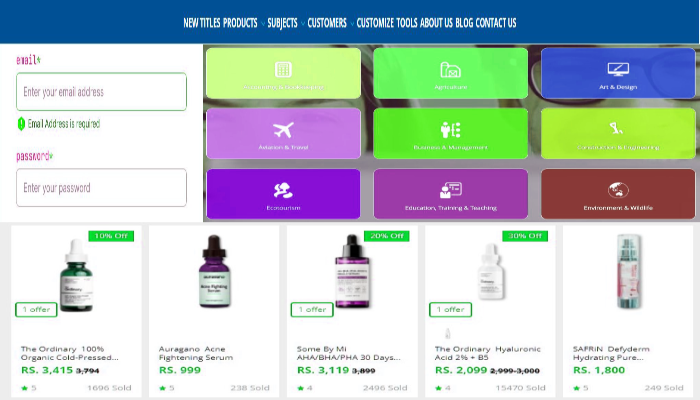 NEW TITLES PRODUCTS SUBJECTS CUSTOMERS CUSTOMIZE TOOLS ABOUT US BLOG CONTACT US
email*
Enter your email address
Email Address is required
password*
Enter your password
Agriculture
Art & Design
Aviation & Travel
Business & Management
Ecotourism
Education, Training & Teaching
Environment & Wildlife
10% Off
20% Off
30% Off
1 offer
1 offer
1 offer
The Ordinary 100%
Organic Cold-Pressed...
RS. 3,415 3,794
5 1696 Sold
Auragano Acne
Fightening Serum
RS. 999
5 238 Sold
Some By Mi
AHA/BHA/PHA 30 Days...
RS. 3,119 3,899
4 2496 Sold
The Ordinary Hyaluronic
Acid 2% + B5
RS. 2,099 2,999-3,000
4 15470 Sold
SAFRiN Defyderm
Hydrating Pure...
RS. 1,800
5 249 Sold